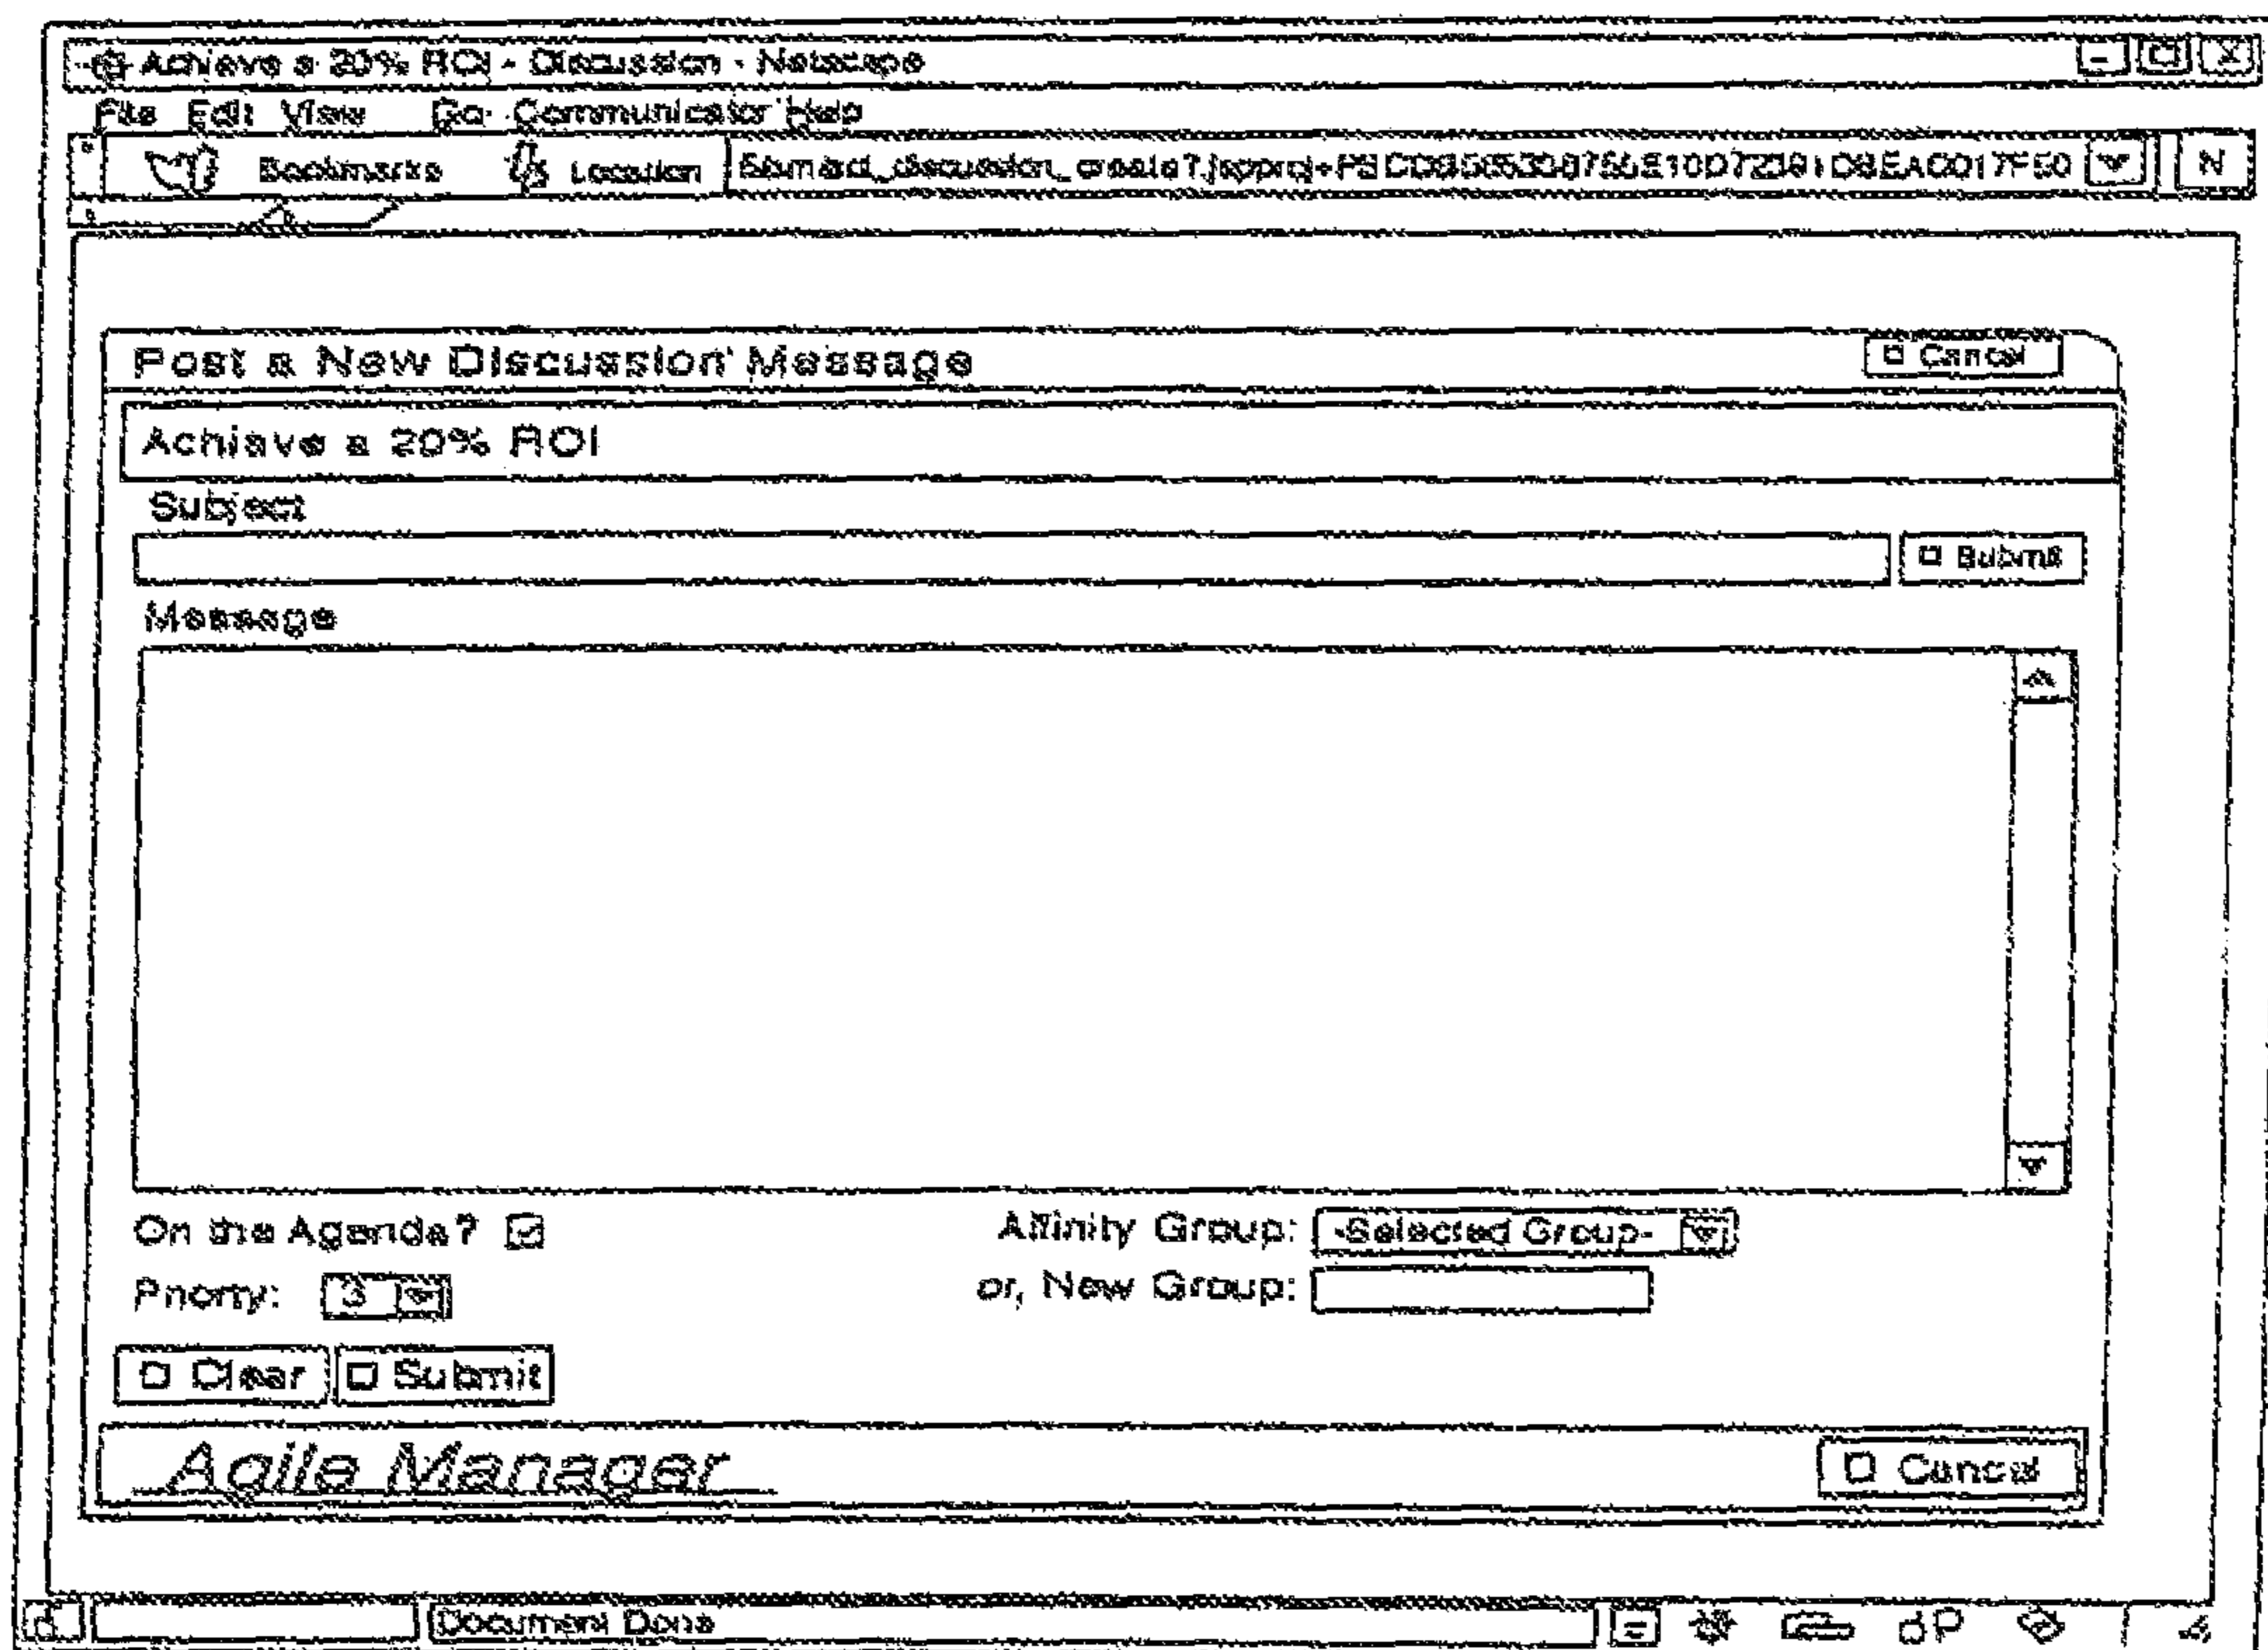 Achieve a 20% ROI - Discussion - Netscape
File Edit View Go Communicator Help
Bookmarks Location
N
Post a New Discussion Message
Cancel
Achieve a 20% ROI
Subject
Submit
Message
On the Agenda?
Affinity Group: -Selected Group-
Priority: 3
or, New Group:
Clear Submit
Agile Manager
Cancel
Document Done